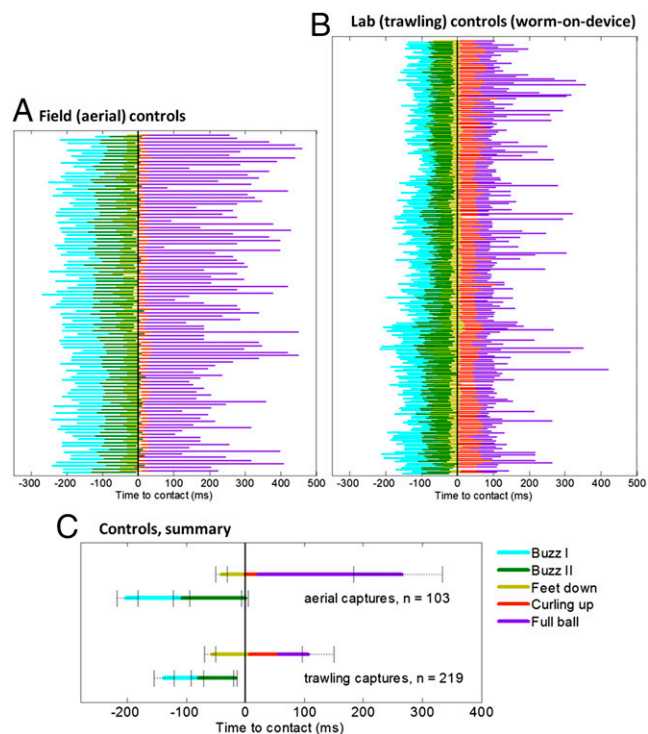 B Lab (trawling) controls (worm-on-device)
A Field (aerial) controls
-300 -200 -100 0 100 200 300 400 500
Time to contact (ms)
-300 -200 -100 0 100 200 300 400 500
Time to contact (ms)
C Controls, summary
aerial captures, n = 103
trawling captures, n = 219
-200 -100 0 100 200 300 400
Time to contact (ms)
Buzz I
Buzz II
Feet down
Curling up
Full ball